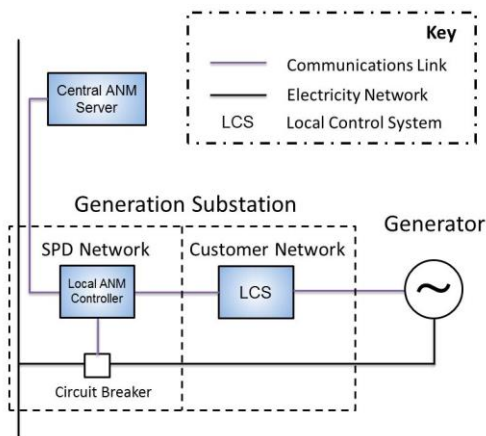 Key
Communications Link
Electricity Network
LCS Local Control System
Central ANM
Server
Generation Substation
Generator
SPD Network
Customer Network
Local ANM
Controller
LCS
~
Circuit Breaker